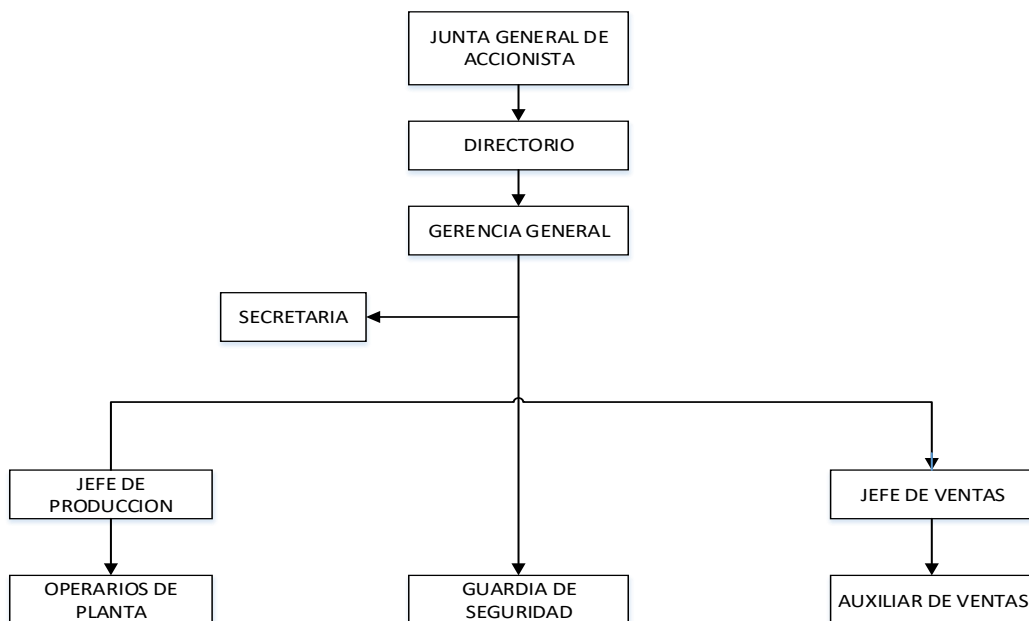 JUNTA GENERAL DE
ACCIONISTA
DIRECTORIO
GERENCIA GENERAL
SECRETARIA
JEFE DE
PRODUCCION
JEFE DE VENTAS
OPERARIOS DE
PLANTA
GUARDIA DE
SEGURIDAD
AUXILIAR DE VENTAS